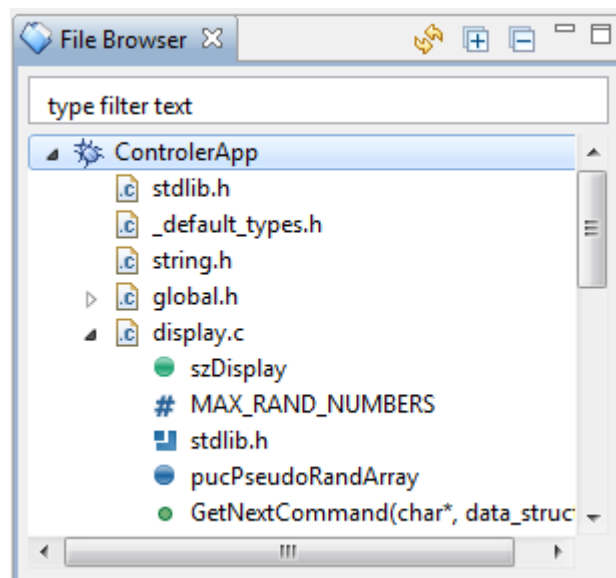 File Browser
type filter text
ControlerApp
.c stdlib.h
.c _default_types.h
.c string.h
.c global.h
.c display.c
szDisplay
# MAX_RAND_NUMBERS
stdlib.h
pucPseudoRandArray
GetNextCommand(char*, data_struct